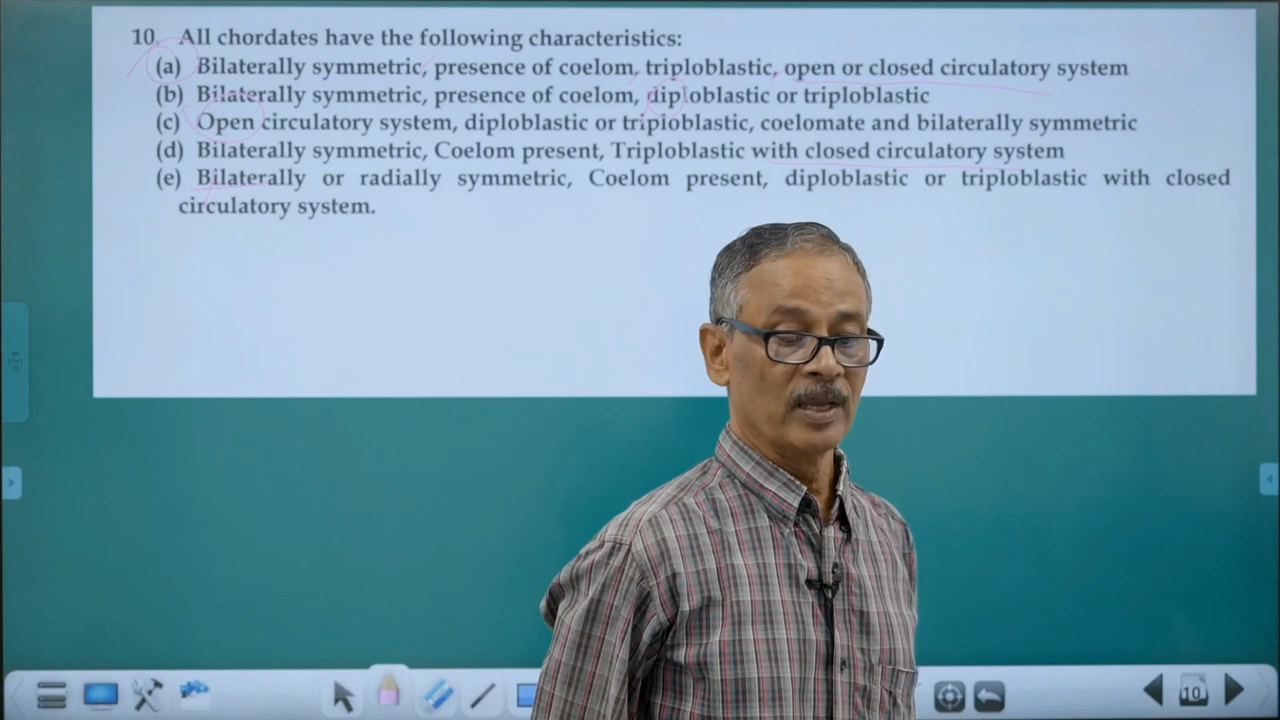 10. All chordates have the following characteristics:
(a) Bilaterally symmetric, presence of coelom, triploblastic, open or closed circulatory system
(b) Bilaterally symmetric, presence of coelom, diploblastic or triploblastic
(c) Open circulatory system, diploblastic or triploblastic, coelomate and bilaterally symmetric
(d) Bilaterally symmetric, Coelom present, Triploblastic with closed circulatory system
(e) Bilaterally or radially symmetric, Coelom present, diploblastic or triploblastic with closed
circulatory system.
10